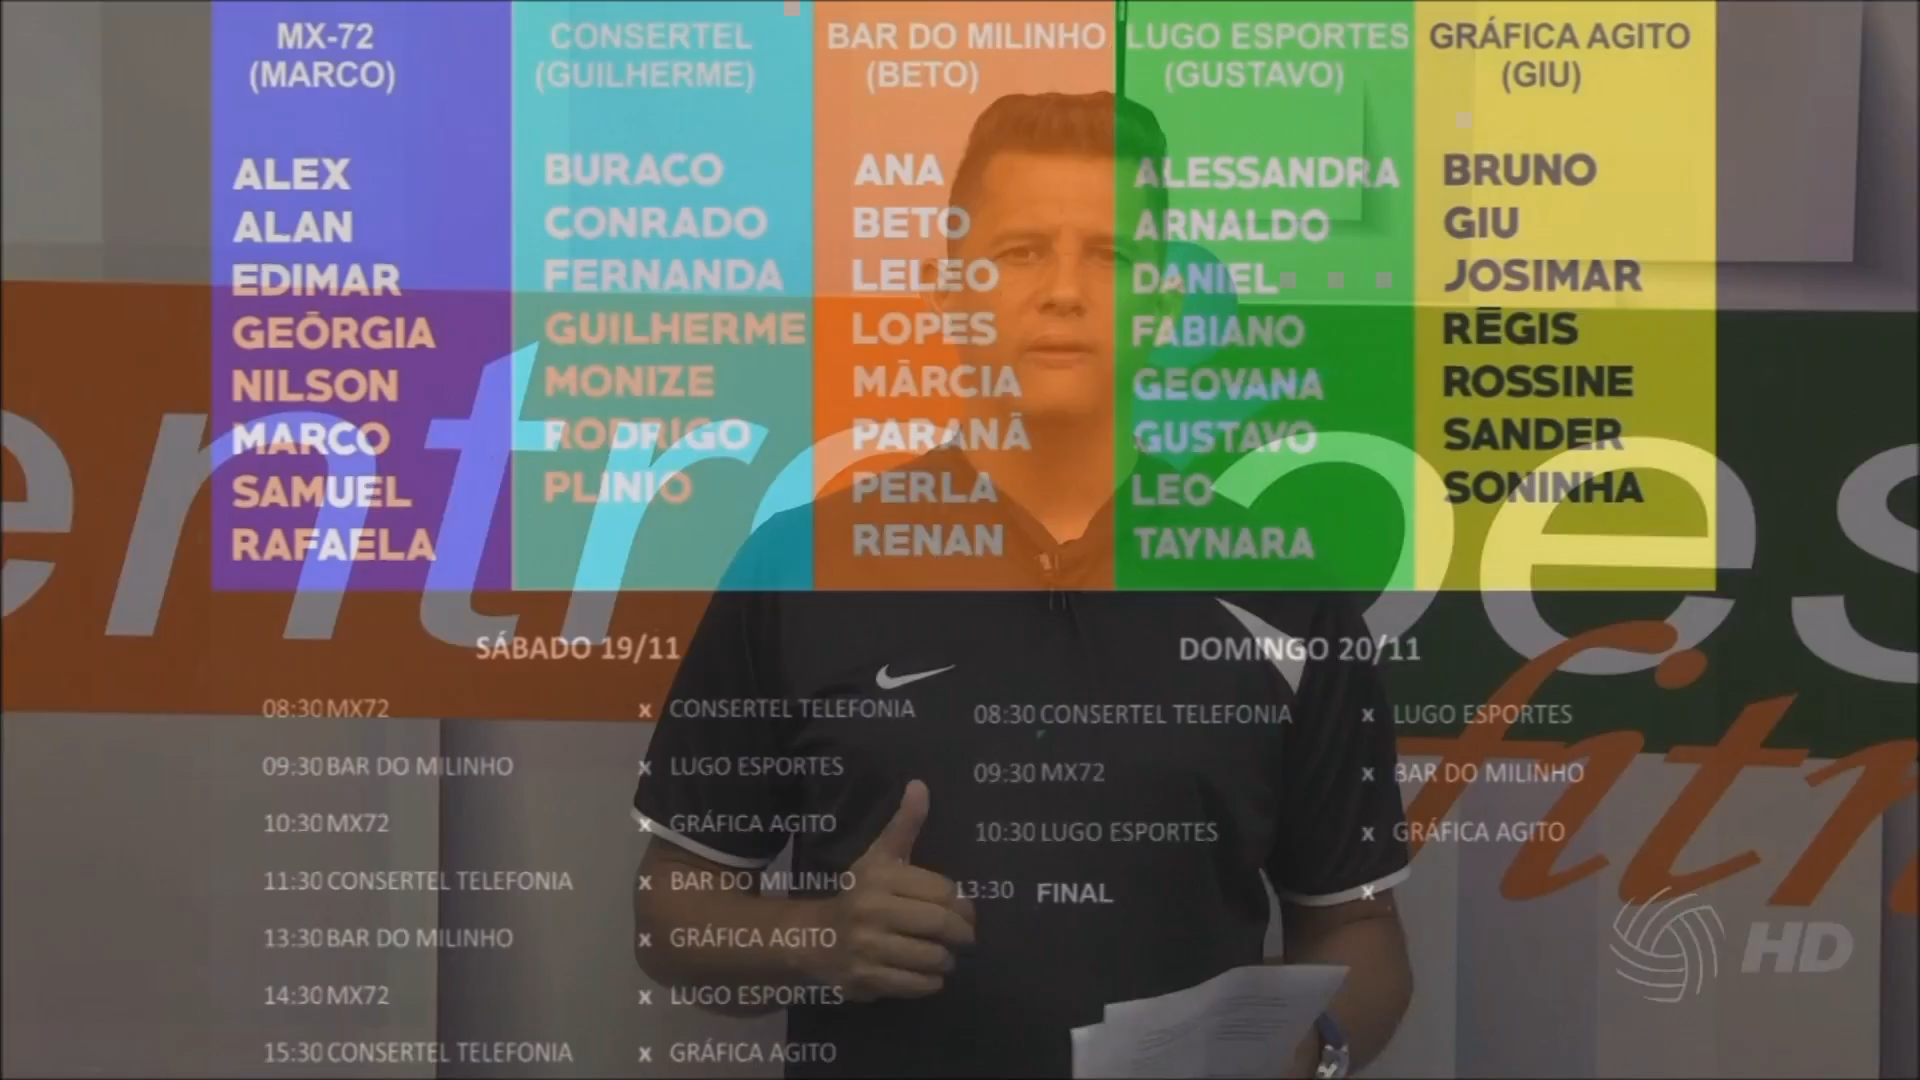 MX-72
(MARCO)
ALEX
ALAN
EDIMAR
GEÓRGIA
NILSON
MARCO
SAMUEL
RAFAELA
CONSERTEL
(GUILHERME)
BURACO
CONRADO
FERNANDA
GUILHERME
MONIZE
RODRIGO
PLINIO
BAR DO MILINHO
(BETO)
ANA
BETO
LELEO
LOPES
MÁRCIA
PARANÁ
PERLA
RENAN
LUGO ESPORTES
(GUSTAVO)
ALESSANDRA
ARNALDO
DANIEL
FABIANO
GEOVANA
GUSTAVO
LEO
TAYNARA
GRÁFICA AGITO
(GIU)
BRUNO
GIU
JOSIMAR
RÉGIS
ROSSINE
SANDER
SONINHA
SÁBADO 19/11
08:30 MX72 x CONSERTEL TELEFONIA
09:30 BAR DO MILINHO x LUGO ESPORTES
10:30 MX72 x GRÁFICA AGITO
11:30 CONSERTEL TELEFONIA x BAR DO MILINHO
13:30 BAR DO MILINHO x GRÁFICA AGITO
14:30 MX72 x LUGO ESPORTES
15:30 CONSERTEL TELEFONIA x GRÁFICA AGITO
DOMINGO 20/11
08:30 CONSERTEL TELEFONIA x LUGO ESPORTES
09:30 MX72 x BAR DO MILINHO
10:30 LUGO ESPORTES x GRÁFICA AGITO
13:30 FINAL x
HD